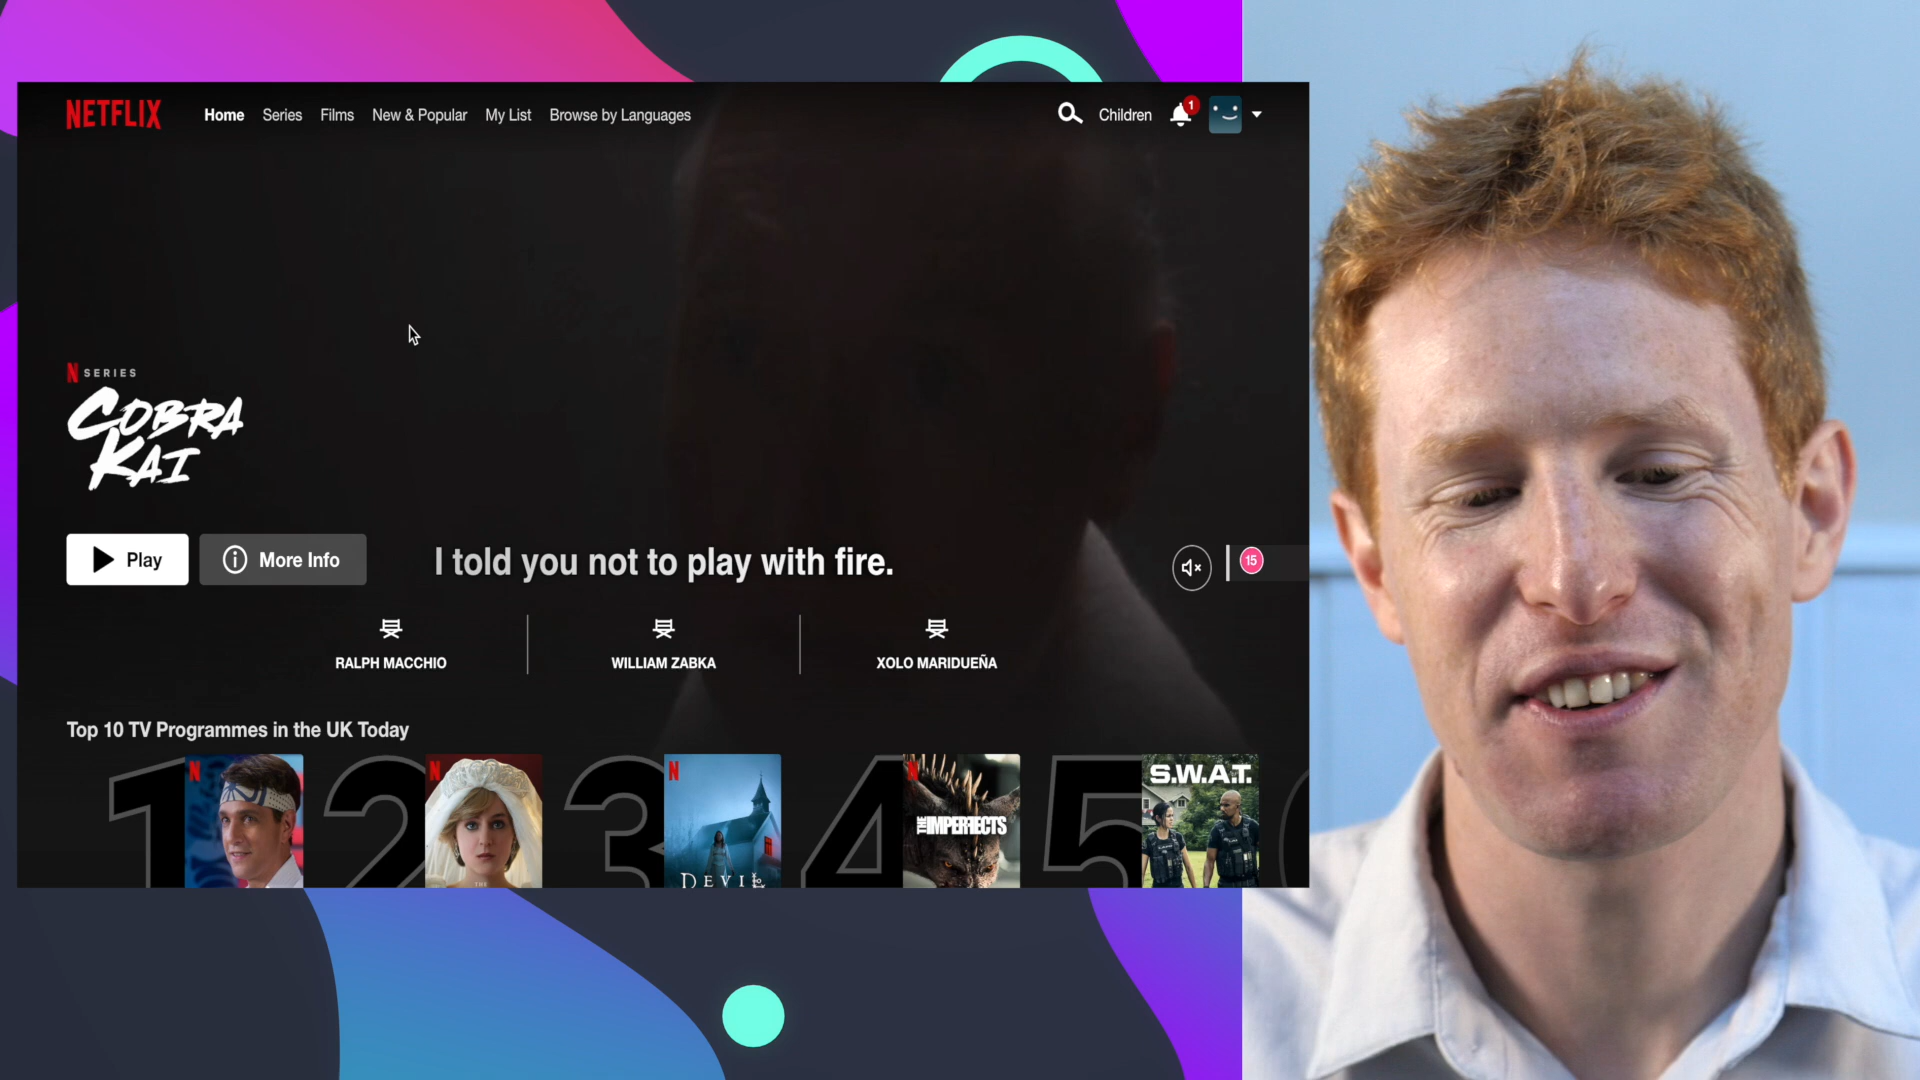 NETFLIX Home Series Films New & Popular My List Browse by Languages Children 1
N SERIES
COBRA
KAI
Play More Info I told you not to play with fire. 15
RALPH MACCHIO WILLIAM ZABKA XOLO MARIDUEÑA
Top 10 TV Programmes in the UK Today
1 N 2 N 3 N 4 N THE IMPERFECTS 5 S.W.A.T.
THE